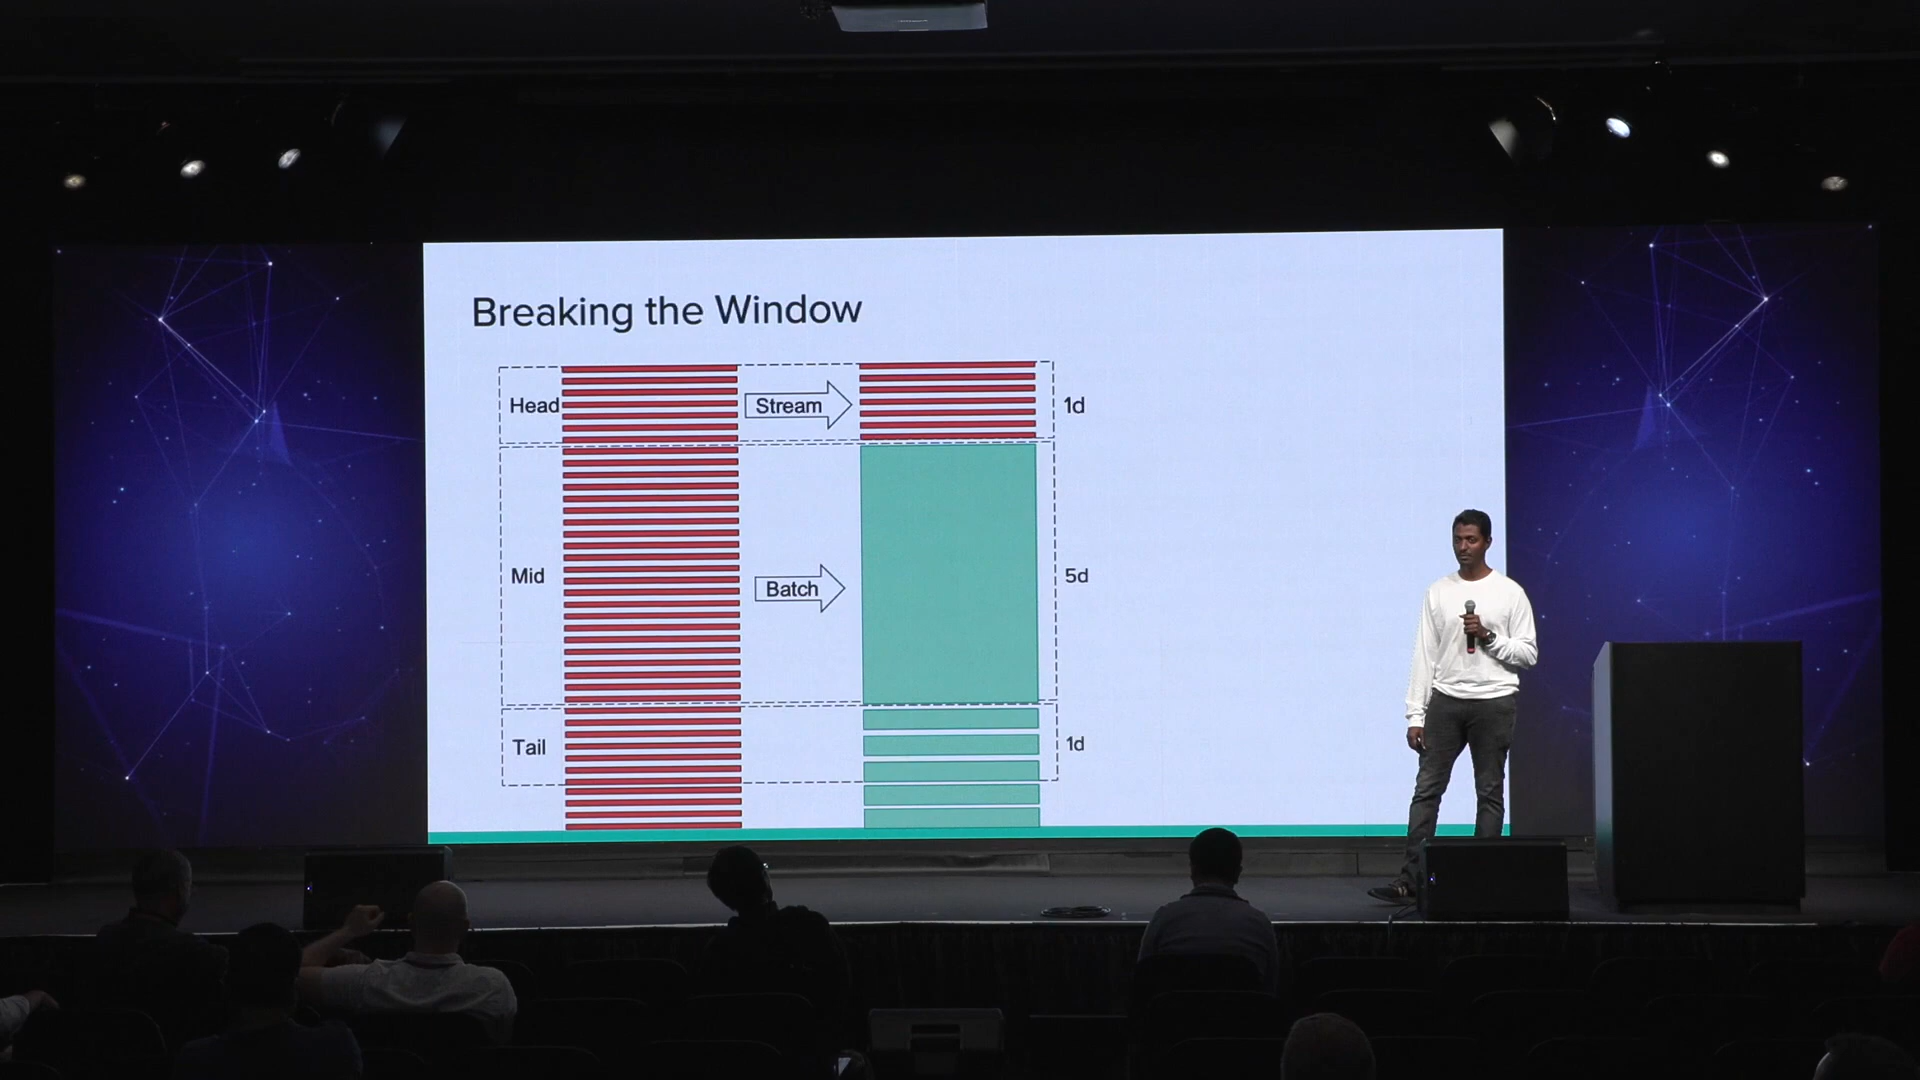 Breaking the Window
Head
Stream
1d
Mid
Batch
5d
Tail
1d